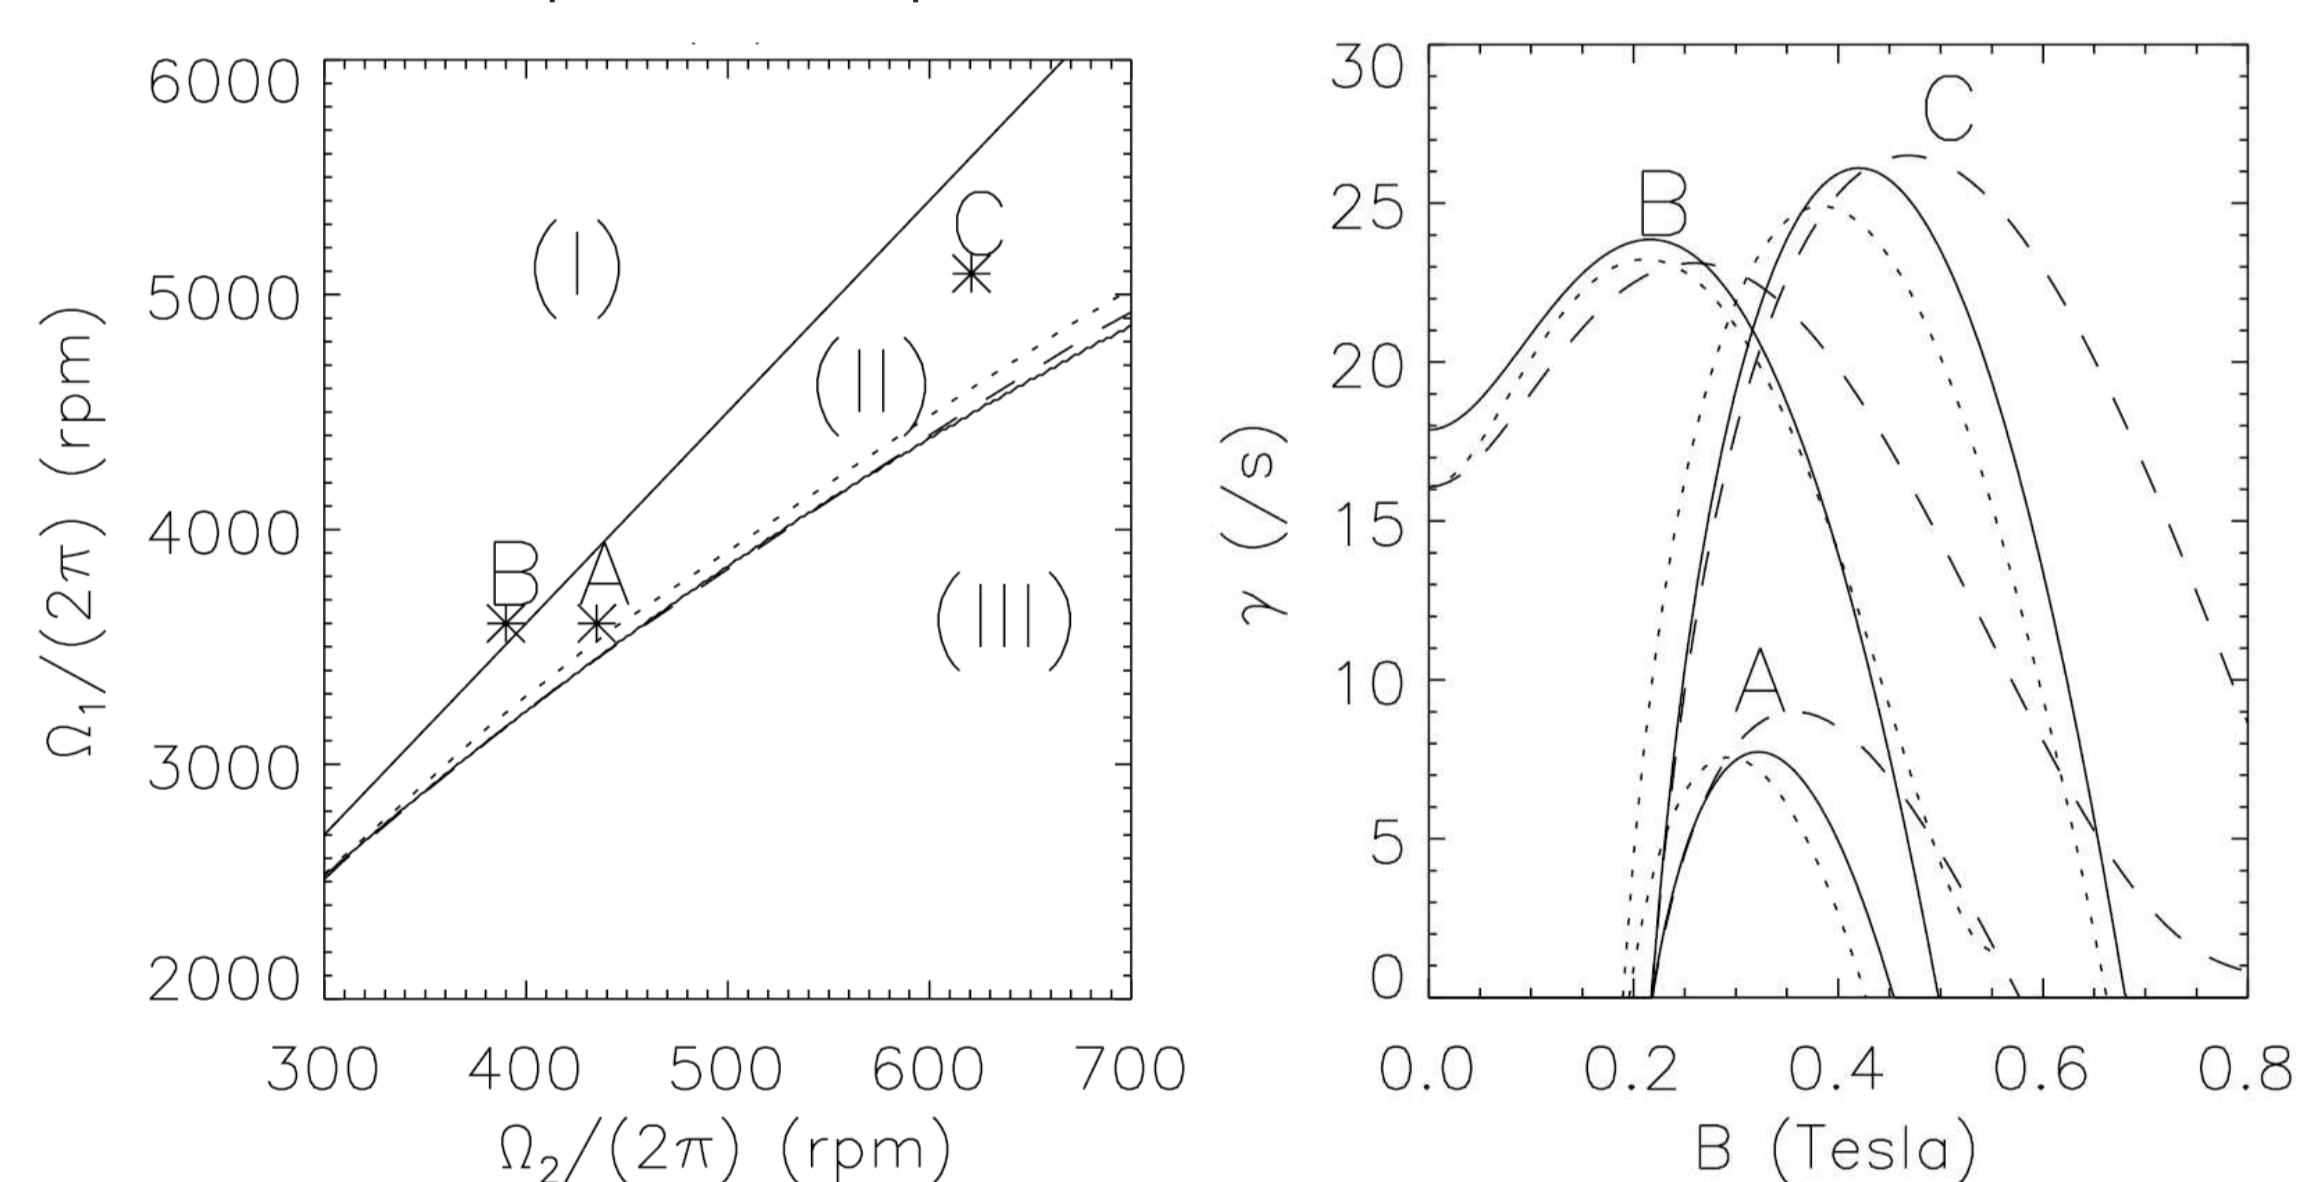 6000
5000
4000
3000
2000
Ω₁/(2π) (rpm)
300 400 500 600 700
Ω₂/(2π) (rpm)
(I)
(II)
(III)
C
B
A
30
25
20
15
10
5
0
γ (/s)
0.0 0.2 0.4 0.6 0.8
B (Tesla)
C
B
A